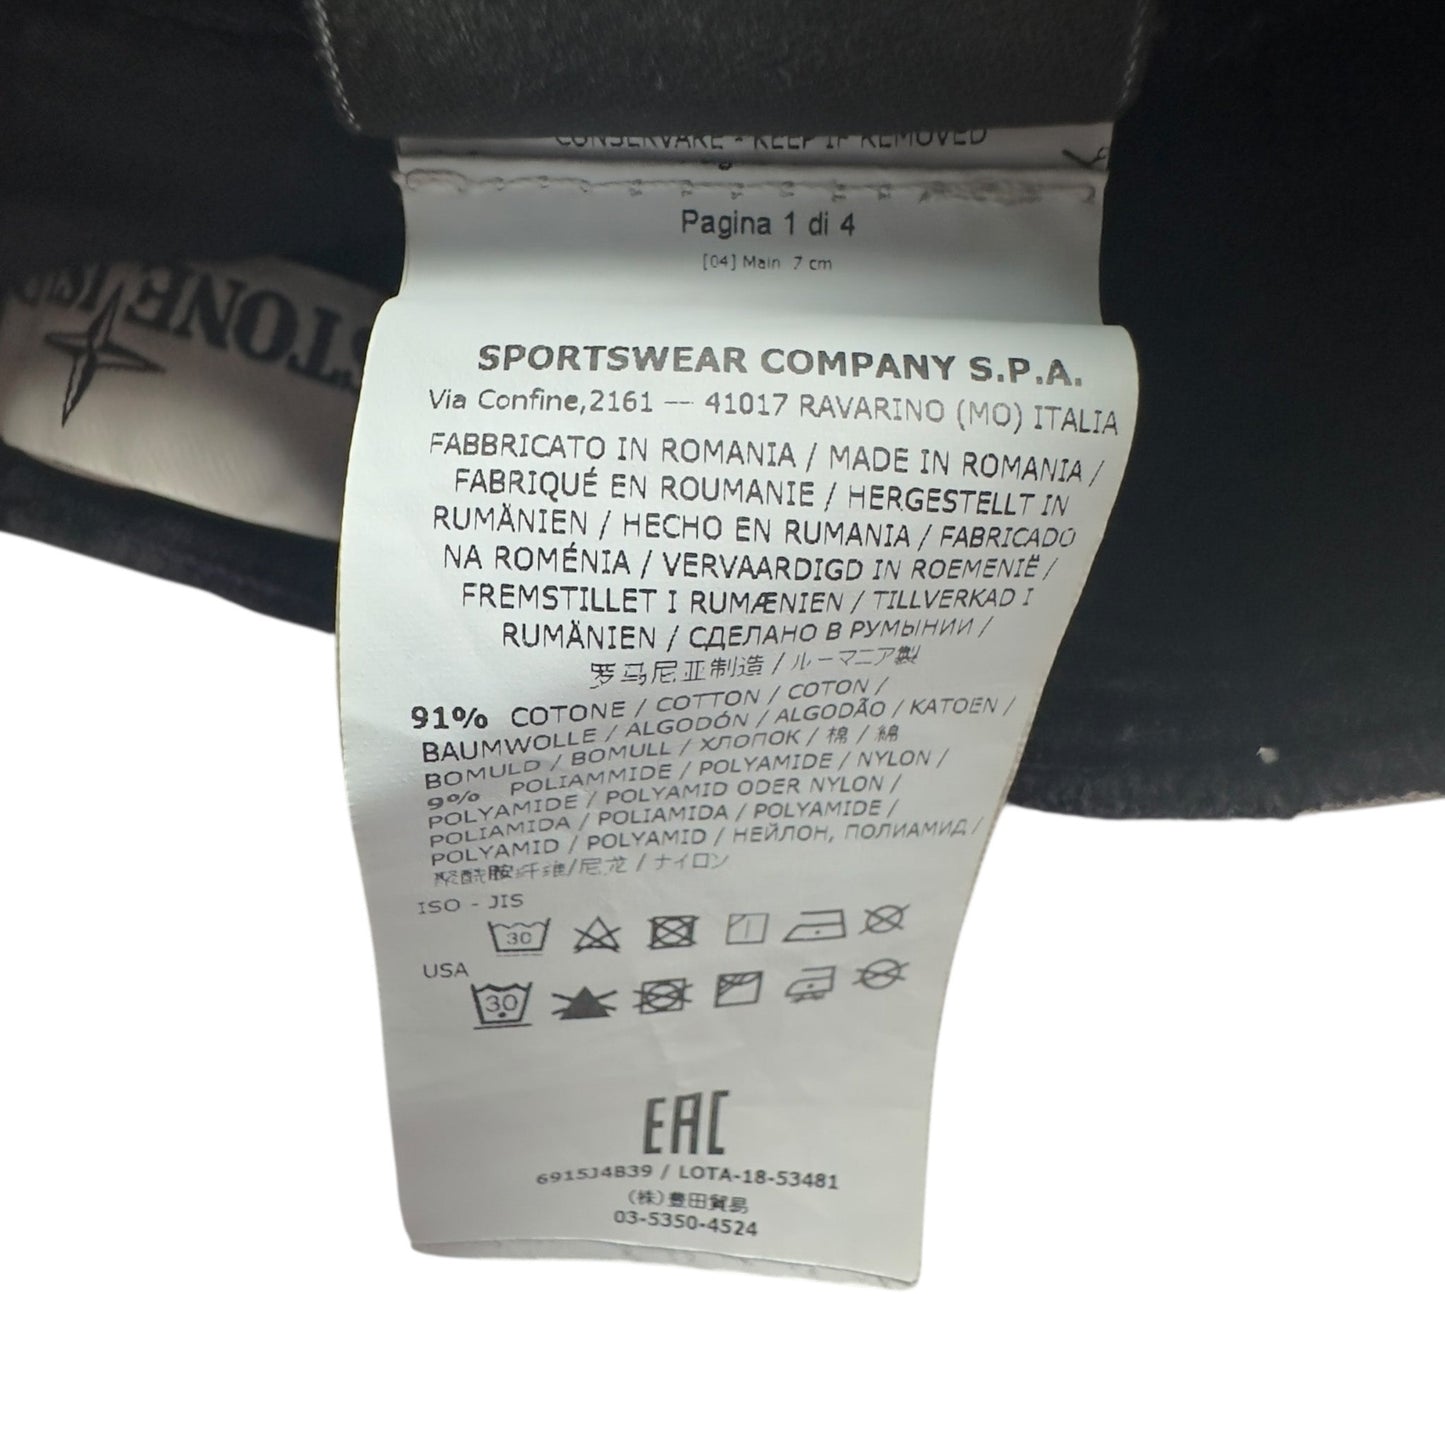 CONSERVARE - KEEP IF REMOVED
Pagina 1 di 4
[04] Main 7 cm
STONE ISL
SPORTSWEAR COMPANY S.P.A.
Via Confine,2161 -- 41017 RAVARINO (MO) ITALIA
FABBRICATO IN ROMANIA / MADE IN ROMANIA /
FABRIQUÉ EN ROUMANIE / HERGESTELLT IN
RUMÄNIEN / HECHO EN RUMANIA / FABRICADO
NA ROMÉNIA / VERVAARDIGD IN ROEMENIË /
FREMSTILLET I RUMÆNIEN / TILLVERKAD I
RUMÄNIEN / СДЕЛАНО В РУМЫНИИ /
罗马尼亚制造 / ルーマニア製
91% COTONE / COTTON / COTON /
BAUMWOLLE / ALGODÓN / ALGODÃO / KATOEN /
BOMULD / BOMULL / ХЛОПОК / 棉 / 綿
9% POLIAMMIDE / POLYAMIDE / NYLON /
POLYAMIDE / POLYAMID ODER NYLON /
POLIAMIDA / POLIAMIDA / POLYAMIDE /
POLYAMID / POLYAMID / НЕЙЛОН, ПОЛИАМИД /
聚酰胺纤维/尼龙 / ナイロン
ISO - JIS
30
USA
30
EAC
6915J4B39 / LOTA-18-53481
(株)豊田貿易
03-5350-4524